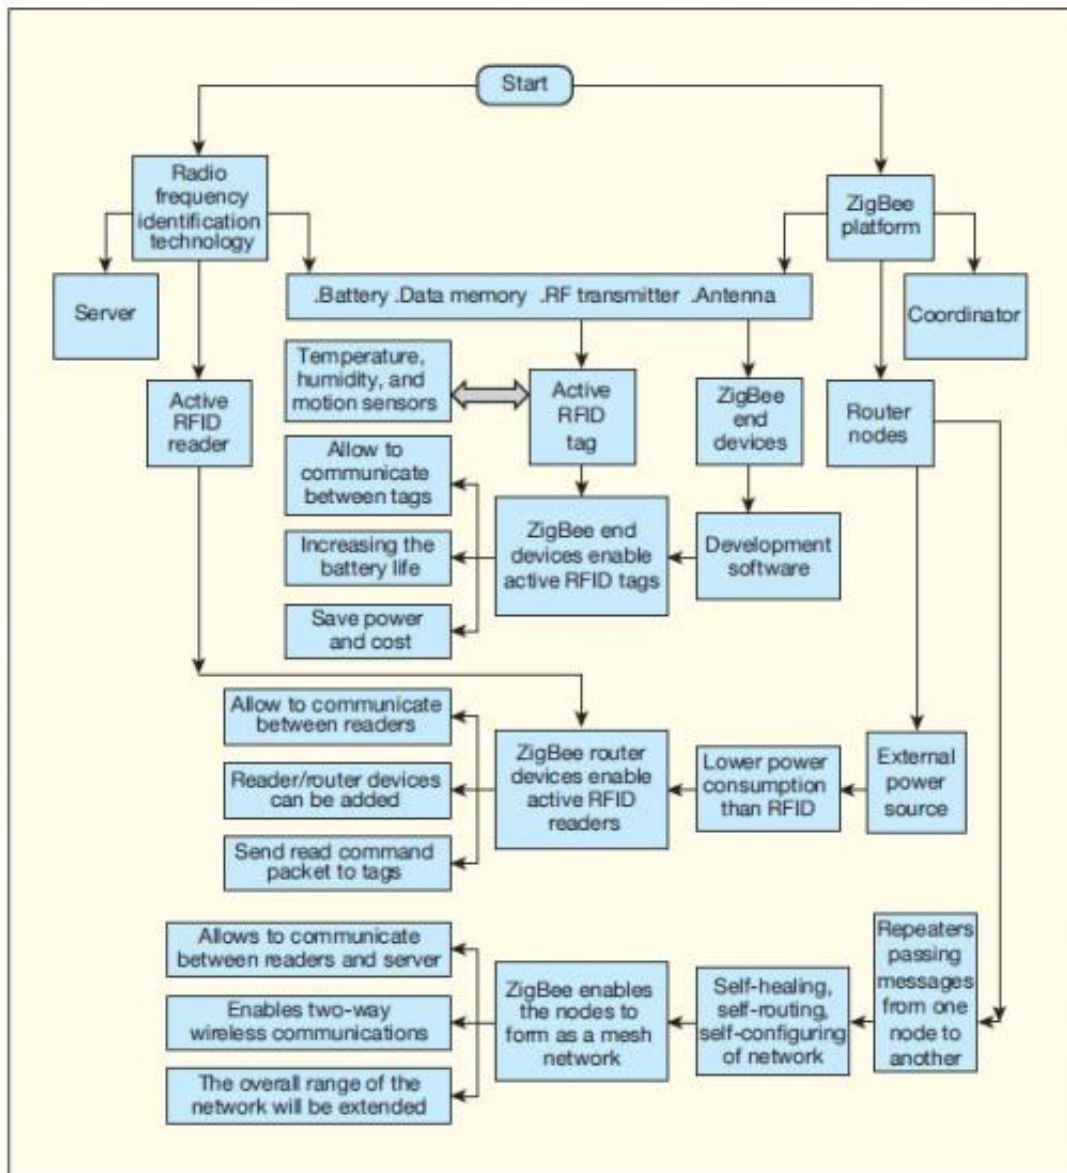 Start
Radio
frequency
identification
technology
ZigBee
platform
Server
.Battery .Data memory .RF transmitter .Antenna
Coordinator
Temperature,
humidity, and
motion sensors
Active
RFID
reader
Active
RFID
tag
ZigBee
end
devices
Router
nodes
Allow to
communicate
between tags
Increasing the
battery life
Save power
and cost
ZigBee end
devices enable
active RFID tags
Development
software
Allow to communicate
between readers
Reader/router devices
can be added
Send read command
packet to tags
ZigBee router
devices enable
active RFID
readers
Lower power
consumption
than RFID
External
power
source
Allows to communicate
between readers and server
Enables two-way
wireless communications
The overall range of the
network will be extended
ZigBee enables
the nodes to
form as a mesh
network
Self-healing,
self-routing,
self-configuring
of network
Repeaters
passing
messages
from one
node to
another